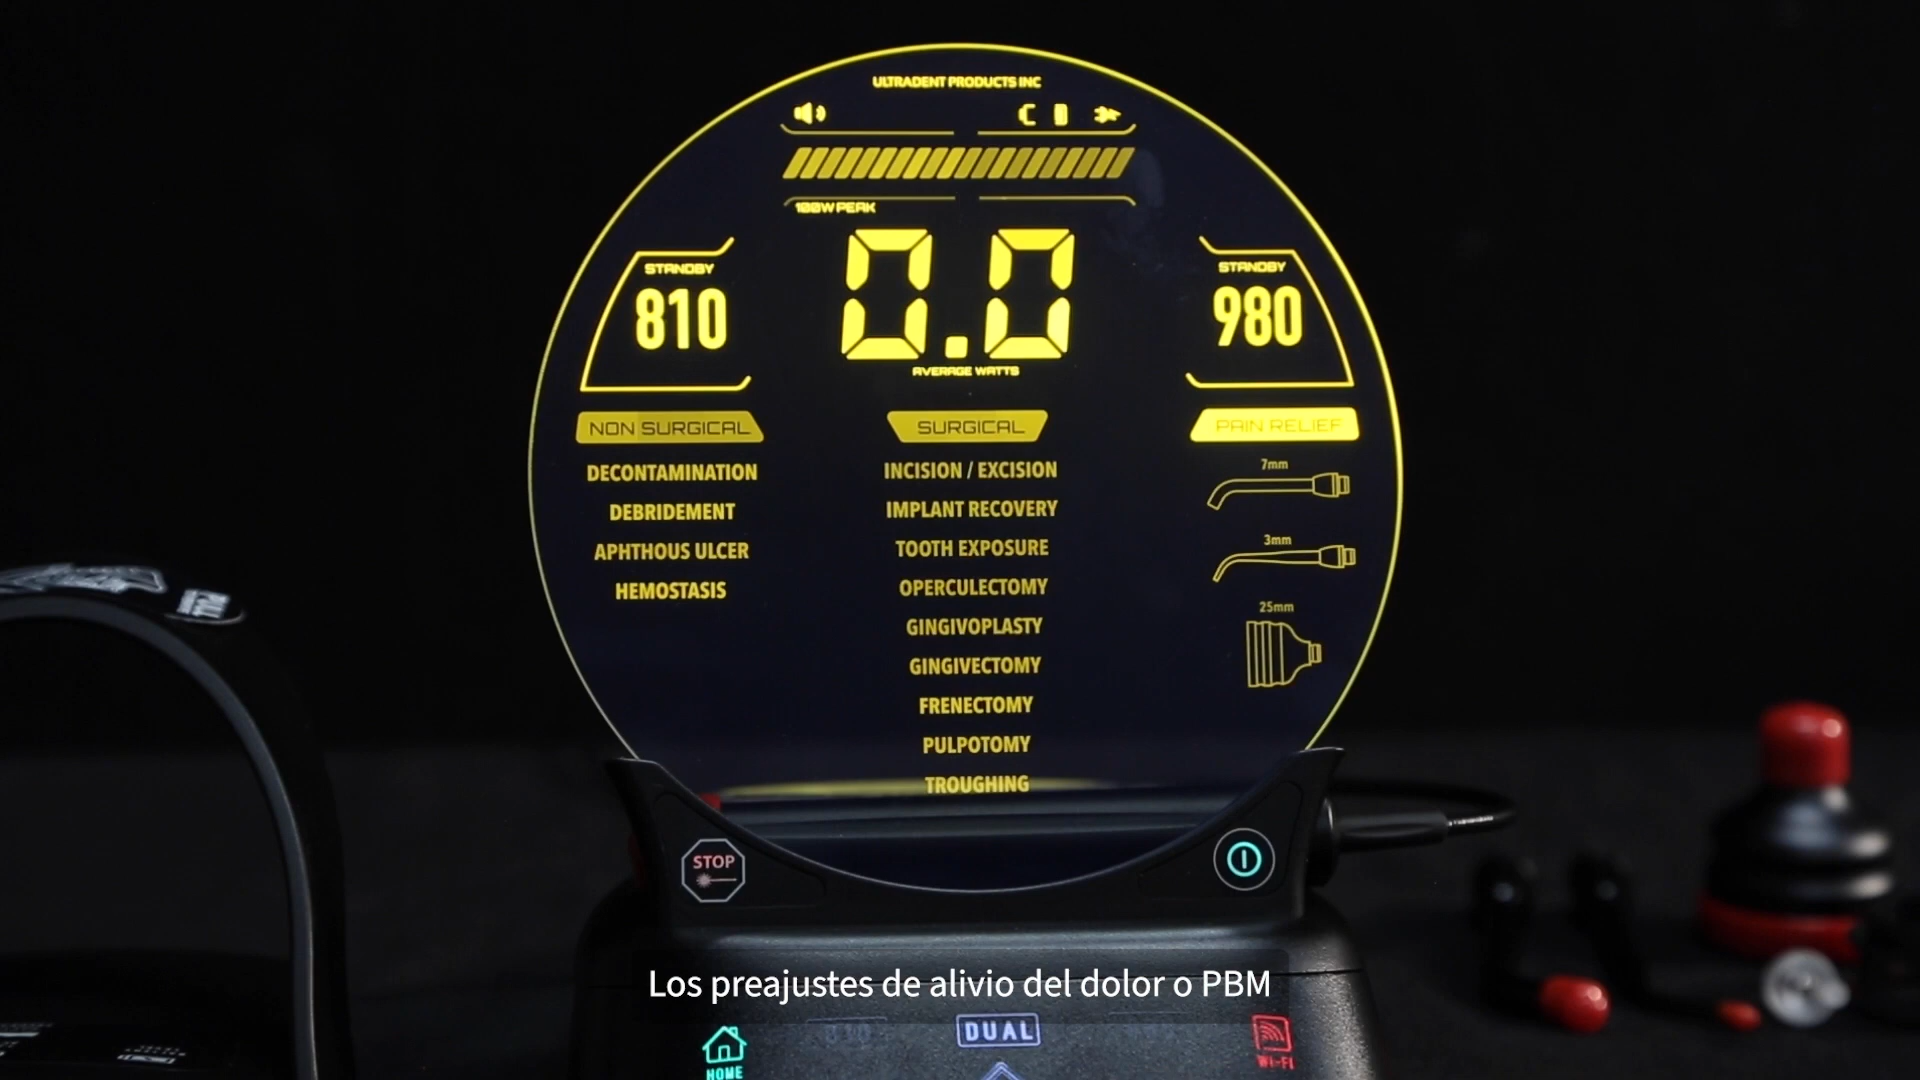 ULTRADENT PRODUCTS INC
100W PEAK
STANDBY
810
0.0
AVERAGE WATTS
STANDBY
980
NON SURGICAL
DECONTAMINATION
DEBRIDEMENT
APHTHOUS ULCER
HEMOSTASIS
SURGICAL
INCISION / EXCISION
IMPLANT RECOVERY
TOOTH EXPOSURE
OPERCULECTOMY
GINGIVOPLASTY
GINGIVECTOMY
FRENECTOMY
PULPOTOMY
TROUGHING
PAIN RELIEF
7mm
3mm
25mm
STOP
Los preajustes de alivio del dolor o PBM
HOME
810
DUAL
Wi-Fi